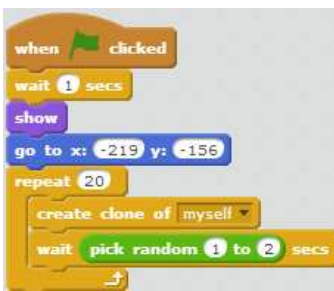 when clicked
wait 1 secs
show
go to x: -219 y: -156
repeat 20
create clone of myself
wait pick random 1 to 2 secs